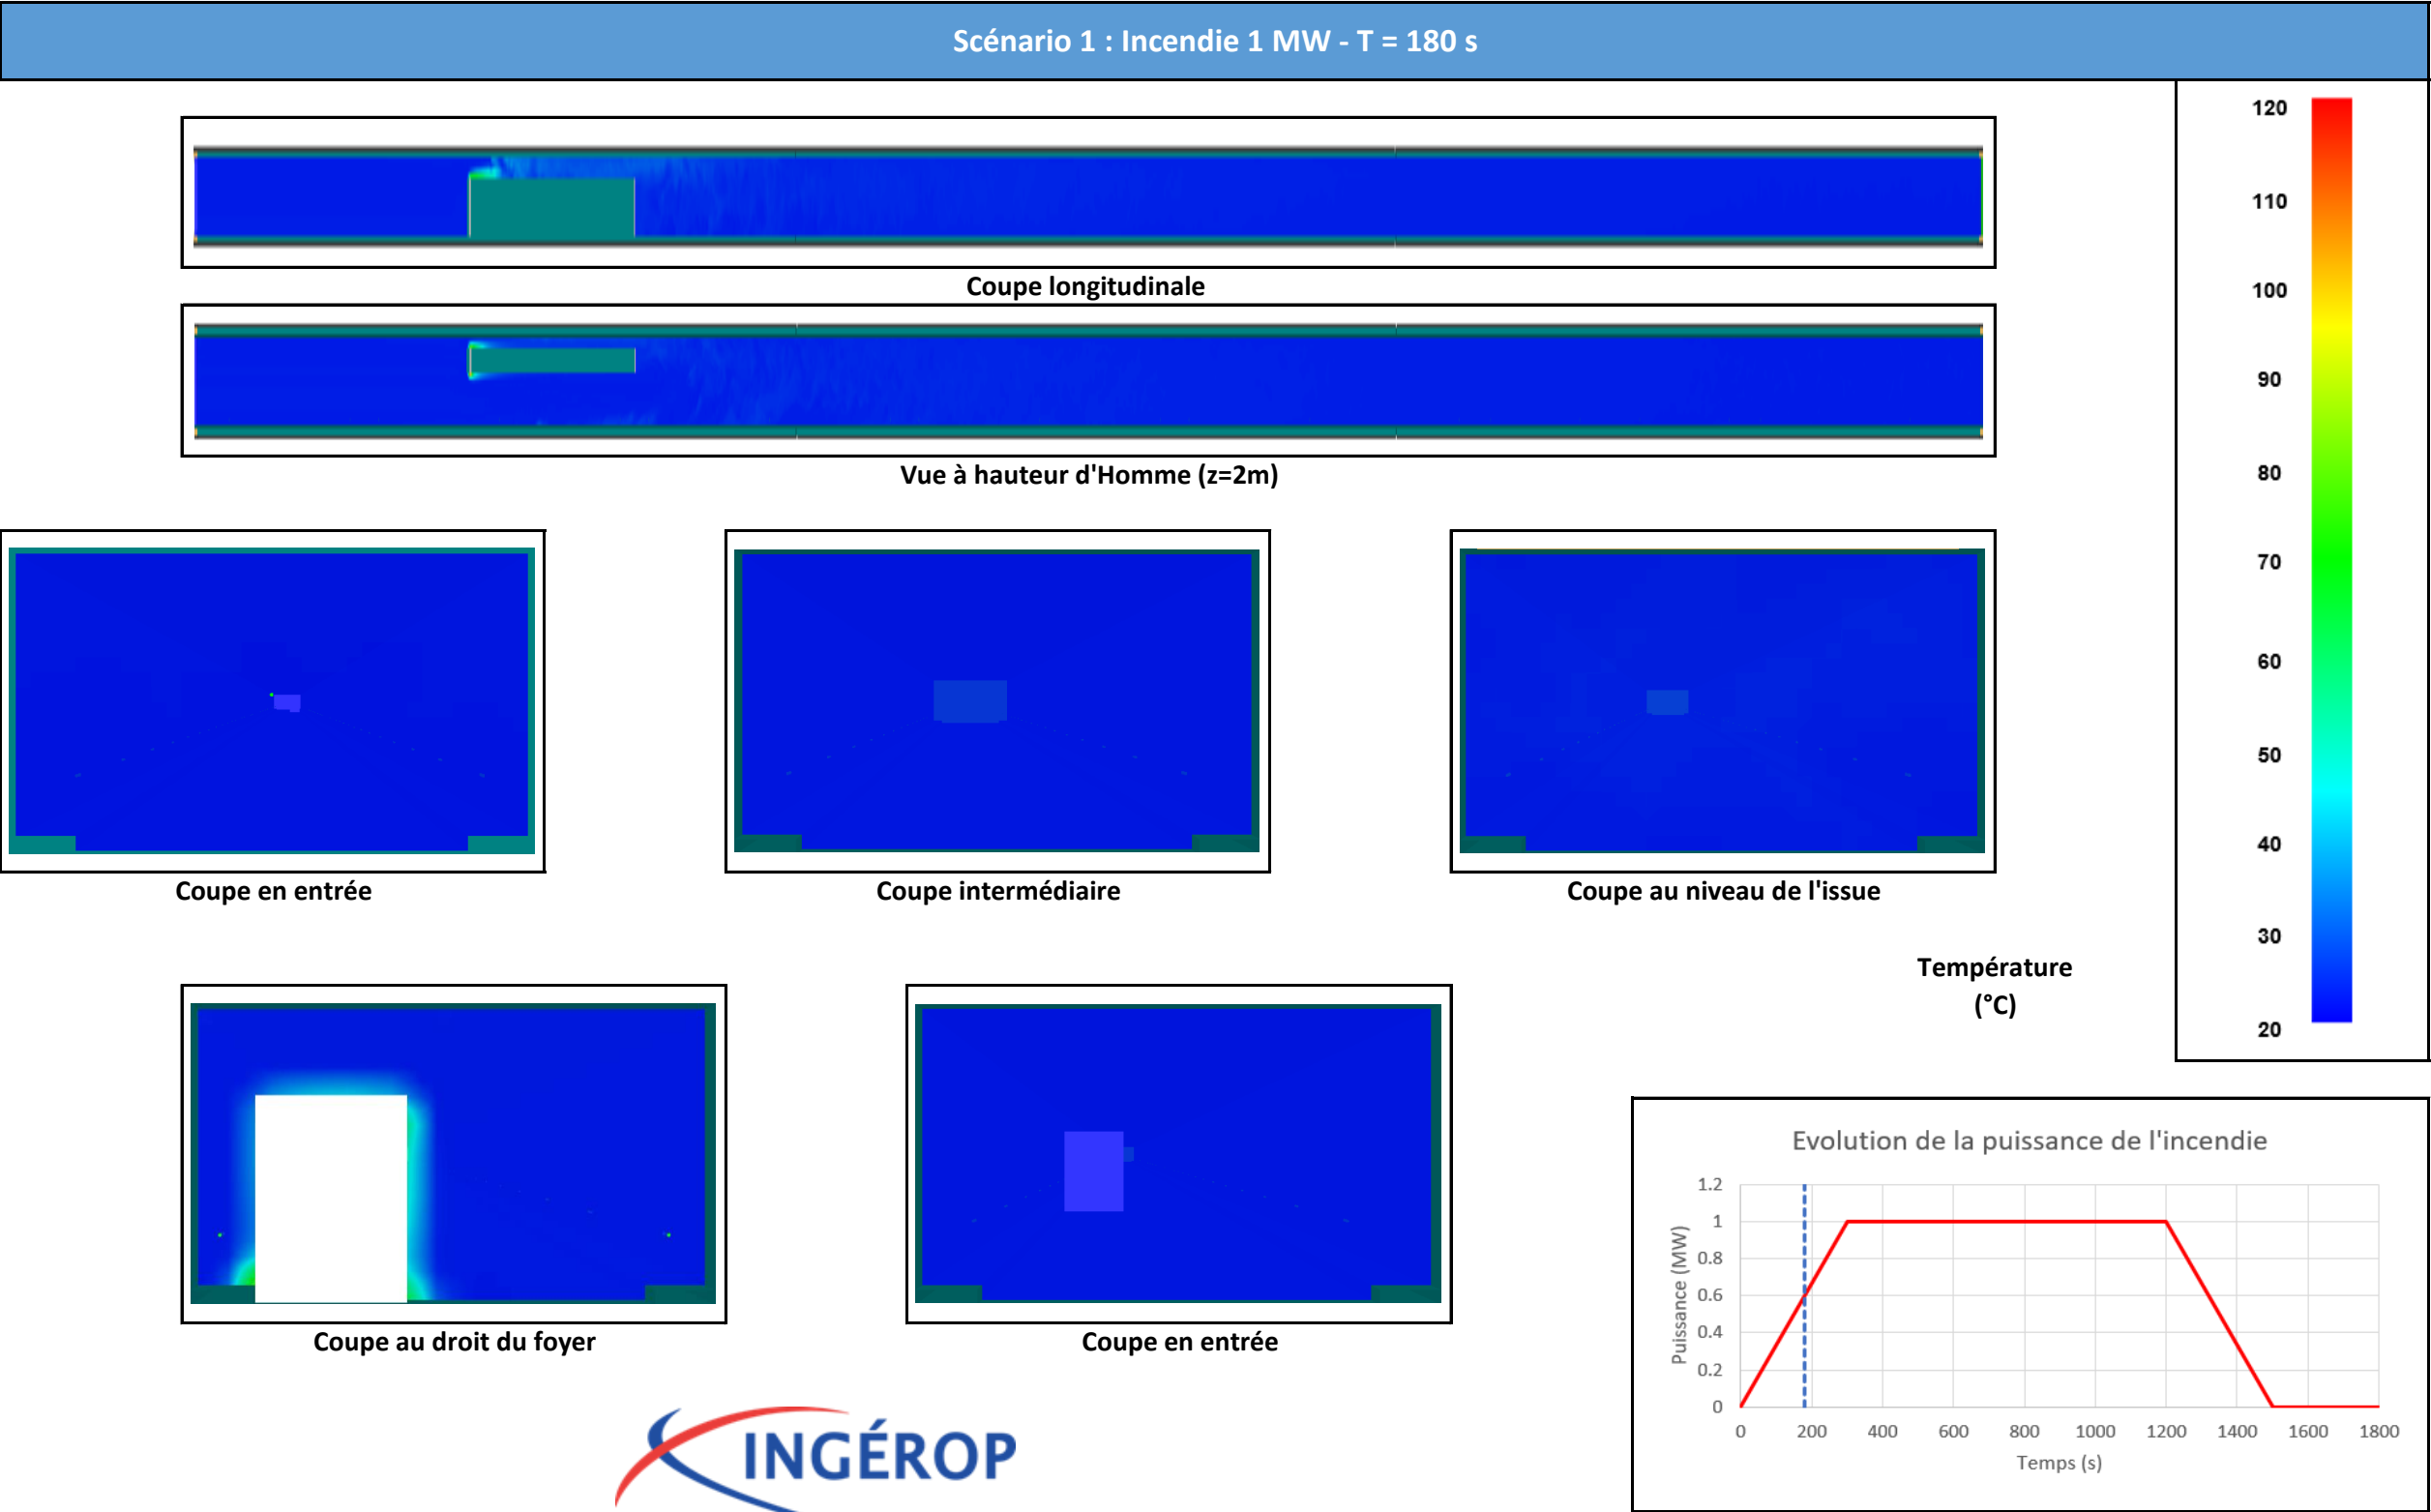 Scénario 1 : Incendie 1 MW - T = 180 s
Coupe longitudinale
Vue à hauteur d'Homme (z=2m)
Coupe en entrée
Coupe intermédiaire
Coupe au niveau de l'issue
Coupe au droit du foyer
Coupe en entrée
Température
(°C)
120
110
100
90
80
70
60
50
40
30
20
Evolution de la puissance de l'incendie
Puissance (MW)
1.2
1
0.8
0.6
0.4
0.2
0
0 200 400 600 800 1000 1200 1400 1600 1800
Temps (s)
INGÉROP